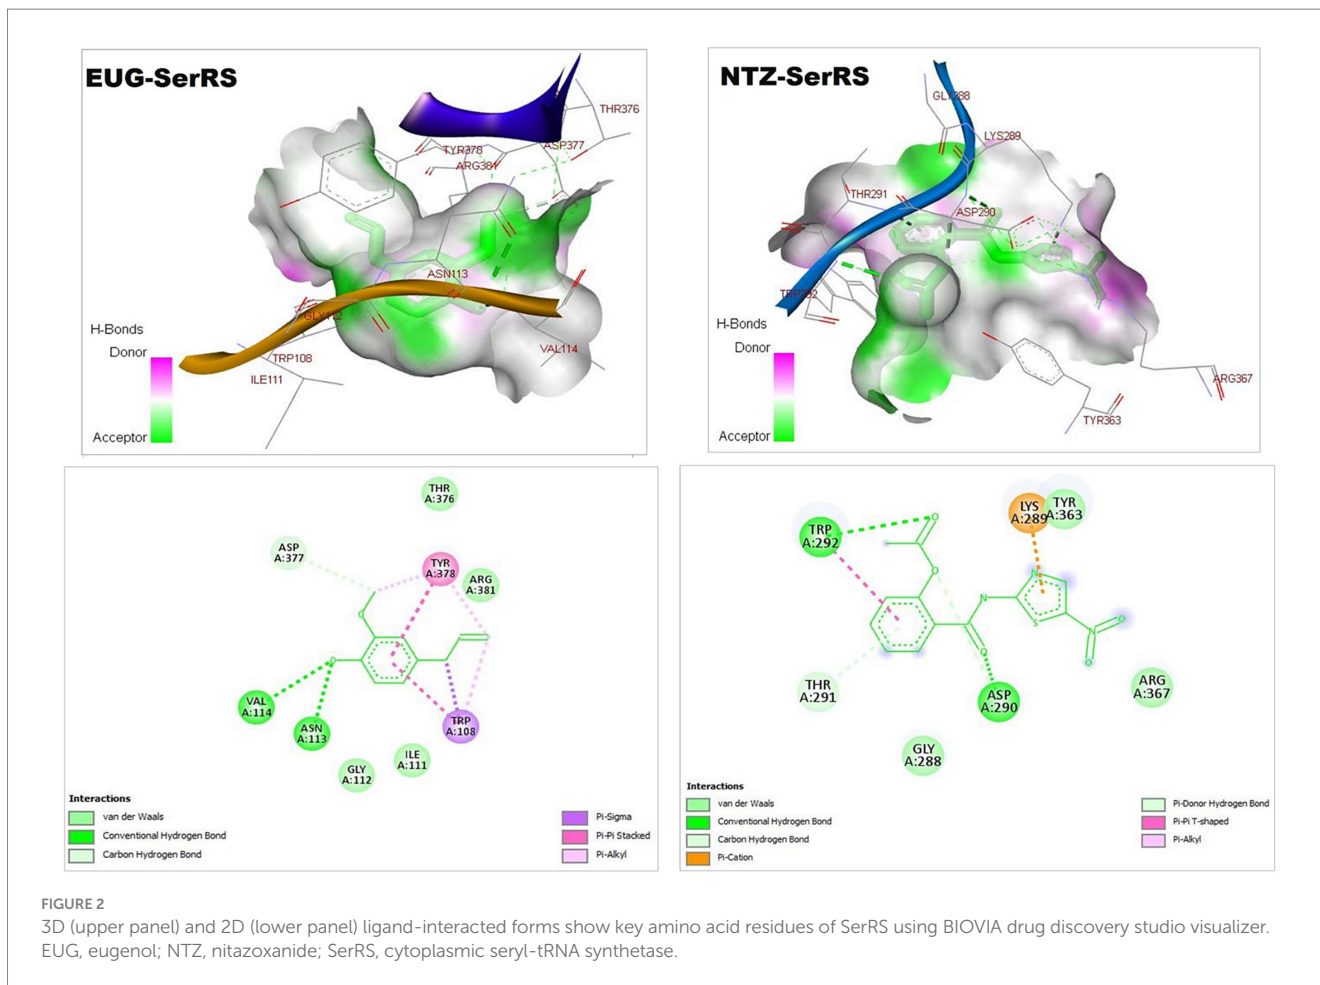 EUG-SerRS
THR376
TYR378
ASP377
ARG381
ASN113
GLY112
H-Bonds
Donor
TRP108
VAL114
ILE111
Acceptor
NTZ-SerRS
GLY288
LYS289
THR291
ASP290
TRP292
H-Bonds
Donor
ARG367
TYR363
Acceptor
THR
A:376
ASP
A:377
TYR
A:378
ARG
A:381
O
O
VAL
A:114
ASN
A:113
TRP
A:108
ILE
A:111
GLY
A:112
Interactions
van der Waals
Conventional Hydrogen Bond
Carbon Hydrogen Bond
Pi-Sigma
Pi-Pi Stacked
Pi-Alkyl
LYS
A:289
TYR
A:363
TRP
A:292
O
O
N
N
S
N
O
O
O
THR
A:291
ASP
A:290
ARG
A:367
GLY
A:288
Interactions
van der Waals
Conventional Hydrogen Bond
Carbon Hydrogen Bond
Pi-Cation
Pi-Donor Hydrogen Bond
Pi-Pi T-shaped
Pi-Alkyl
FIGURE 2
3D (upper panel) and 2D (lower panel) ligand-interacted forms show key amino acid residues of SerRS using BIOVIA drug discovery studio visualizer.
EUG, eugenol; NTZ, nitazoxanide; SerRS, cytoplasmic seryl-tRNA synthetase.